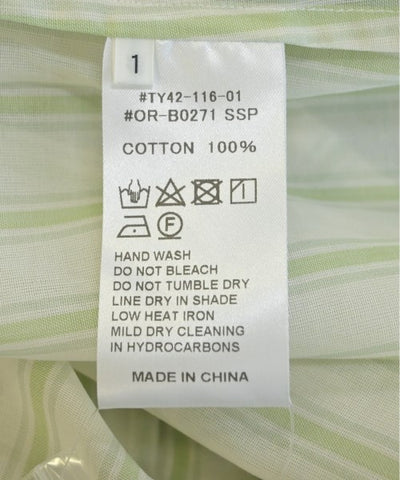 1
#TY42-116-01
#OR-B0271 SSP
COTTON 100%
F
HAND WASH
DO NOT BLEACH
DO NOT TUMBLE DRY
LINE DRY IN SHADE
LOW HEAT IRON
MILD DRY CLEANING
IN HYDROCARBONS
MADE IN CHINA